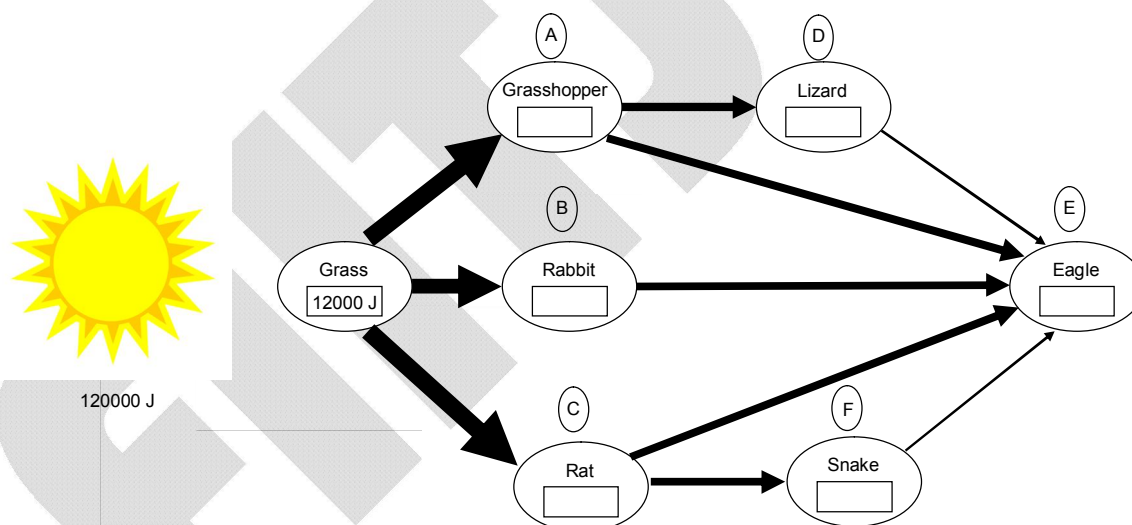 A
D
Grasshopper
Lizard
B
E
Grass
12000 J
Rabbit
Eagle
120000 J
C
F
Rat
Snake